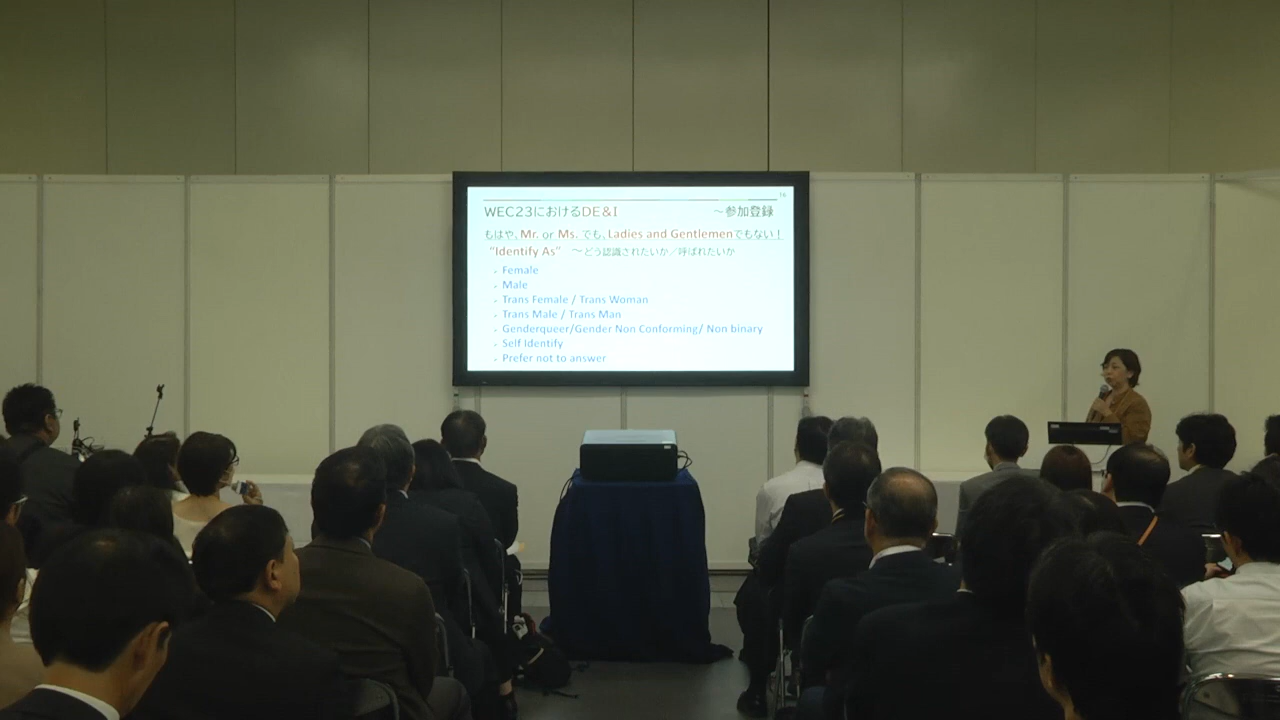 16
WEC23におけるDE&I ～参加登録
もはや、Mr. or Ms. でも、Ladies and Gentlemenでもない！
"Identify As" ～どう認識されたいか／呼ばれたいか
Female
Male
Trans Female / Trans Woman
Trans Male / Trans Man
Genderqueer/Gender Non Conforming/ Non binary
Self Identify
Prefer not to answer